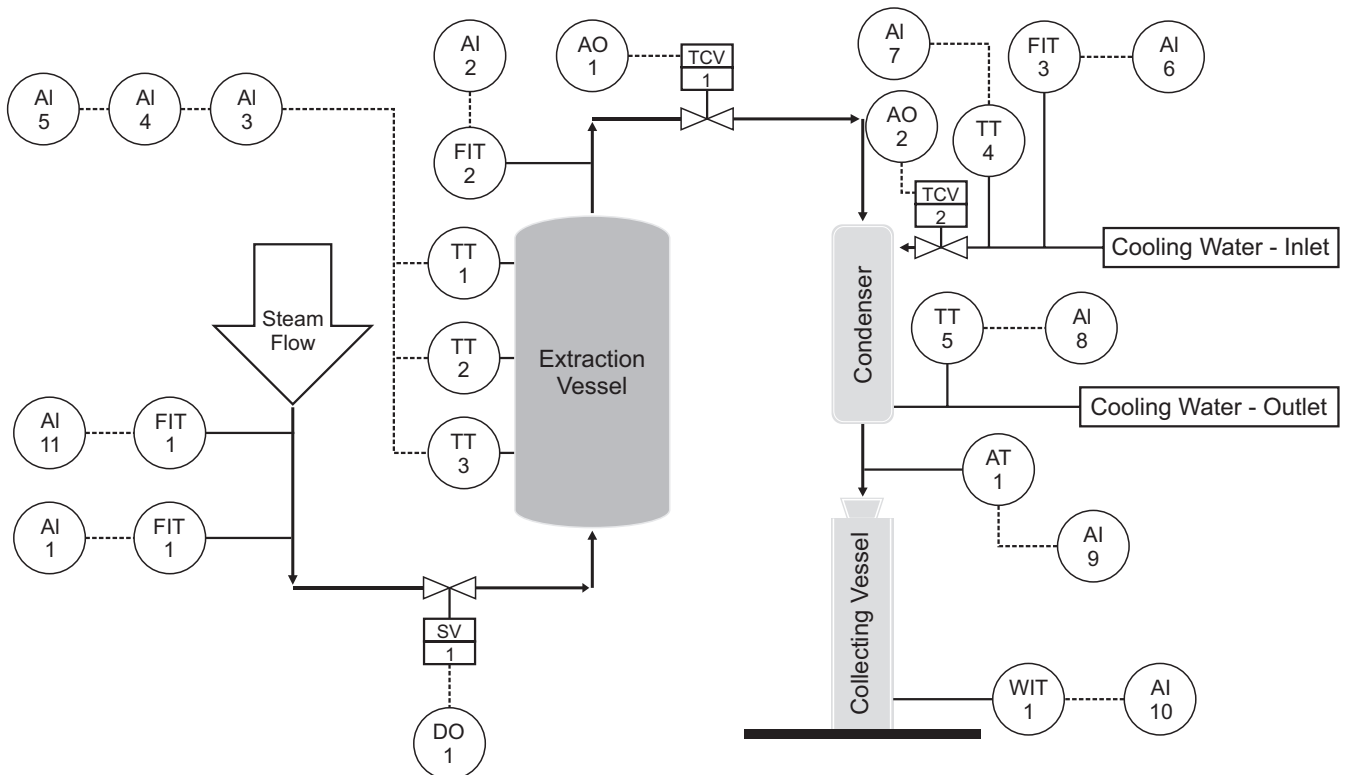 AI
2
AO
1
TCV
1
AI
7
FIT
3
AI
6
AI
5
AI
4
AI
3
FIT
2
AO
2
TT
4
TCV
2
Cooling Water - Inlet
TT
1
Steam
Flow
TT
2
Extraction
Vessel
Condenser
TT
5
AI
8
Cooling Water - Outlet
AI
11
FIT
1
TT
3
AT
1
AI
1
FIT
1
AI
9
SV
1
Collecting Vessel
DO
1
WIT
1
AI
10